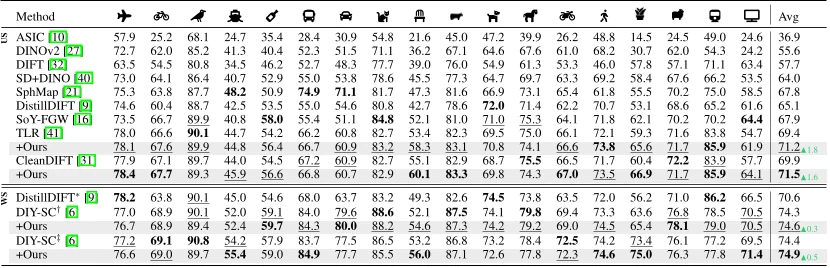 Method Avg
US
ASIC [10] 57.9 25.2 68.1 24.7 35.4 28.4 30.9 54.8 21.6 45.0 47.2 39.9 26.2 48.8 14.5 24.5 49.0 24.6 36.9
DINOv2 [27] 72.7 62.0 85.2 41.3 40.4 52.3 51.5 71.1 36.2 67.1 64.6 67.6 61.0 68.2 30.7 62.0 54.3 24.2 55.6
DIFT [32] 63.5 54.5 80.8 34.5 46.2 52.7 48.3 77.7 39.0 76.0 54.9 61.3 53.3 46.0 57.8 57.1 71.1 63.4 57.7
SD+DINO [40] 73.0 64.1 86.4 40.7 52.9 55.0 53.8 78.6 45.5 77.3 64.7 69.7 63.3 69.2 58.4 67.6 66.2 53.5 64.0
SphMap [21] 75.3 63.8 87.7 48.2 50.9 74.9 71.1 81.7 47.3 81.6 66.9 73.1 65.4 61.8 55.5 70.2 75.0 58.5 67.8
DistillDIFT [9] 74.6 60.4 88.7 42.5 53.5 55.0 54.6 80.8 42.7 78.6 72.0 71.4 62.2 70.7 53.1 68.6 65.2 61.6 65.1
SoY-FGW [16] 73.5 66.7 89.9 40.8 58.0 54.3 51.1 84.8 52.1 81.0 71.0 75.3 64.1 71.8 62.1 70.2 70.2 64.4 67.9
TLR [41] 78.0 66.6 90.1 44.7 54.2 66.2 60.8 82.7 53.4 82.3 69.5 75.0 66.1 72.1 59.3 71.6 83.8 54.7 69.4
+Ours 78.1 67.6 89.9 44.8 56.4 66.7 60.9 83.2 58.3 83.1 70.8 74.1 66.6 73.8 65.6 71.7 85.9 61.9 71.2▲1.8
CleanDIFT [31] 77.9 67.1 89.7 44.0 54.5 67.2 60.9 82.7 55.1 82.9 68.7 75.5 66.5 71.7 60.4 72.2 83.9 57.7 69.9
+Ours 78.4 67.7 89.3 45.9 56.6 66.8 60.7 82.9 60.1 83.3 69.8 74.3 67.0 73.5 66.9 71.7 85.9 64.1 71.5▲1.6
WS
DistillDIFT* [9] 78.2 63.8 90.1 45.0 54.6 68.0 63.7 83.2 49.3 82.6 74.5 73.8 63.5 72.0 56.2 71.0 86.2 66.5 70.6
DIY-SC† [6] 77.0 68.9 90.1 52.0 59.1 84.0 79.6 88.6 52.1 87.5 74.1 79.8 69.4 73.3 63.6 76.8 78.5 70.5 74.3
+Ours 76.7 68.9 89.4 52.4 59.7 84.3 80.0 88.2 54.6 87.3 74.2 79.2 69.0 74.5 65.4 78.1 79.0 70.5 74.6▲0.3
DIY-SC‡ [6] 77.2 69.1 90.8 54.2 57.9 83.7 77.5 86.5 53.2 86.8 73.2 78.4 72.5 74.2 73.4 76.1 77.2 69.5 74.4
+Ours 76.6 69.0 89.7 55.4 59.0 84.9 77.7 85.5 56.0 87.1 72.6 77.8 72.3 74.6 75.0 76.3 77.8 71.4 74.9▲0.5